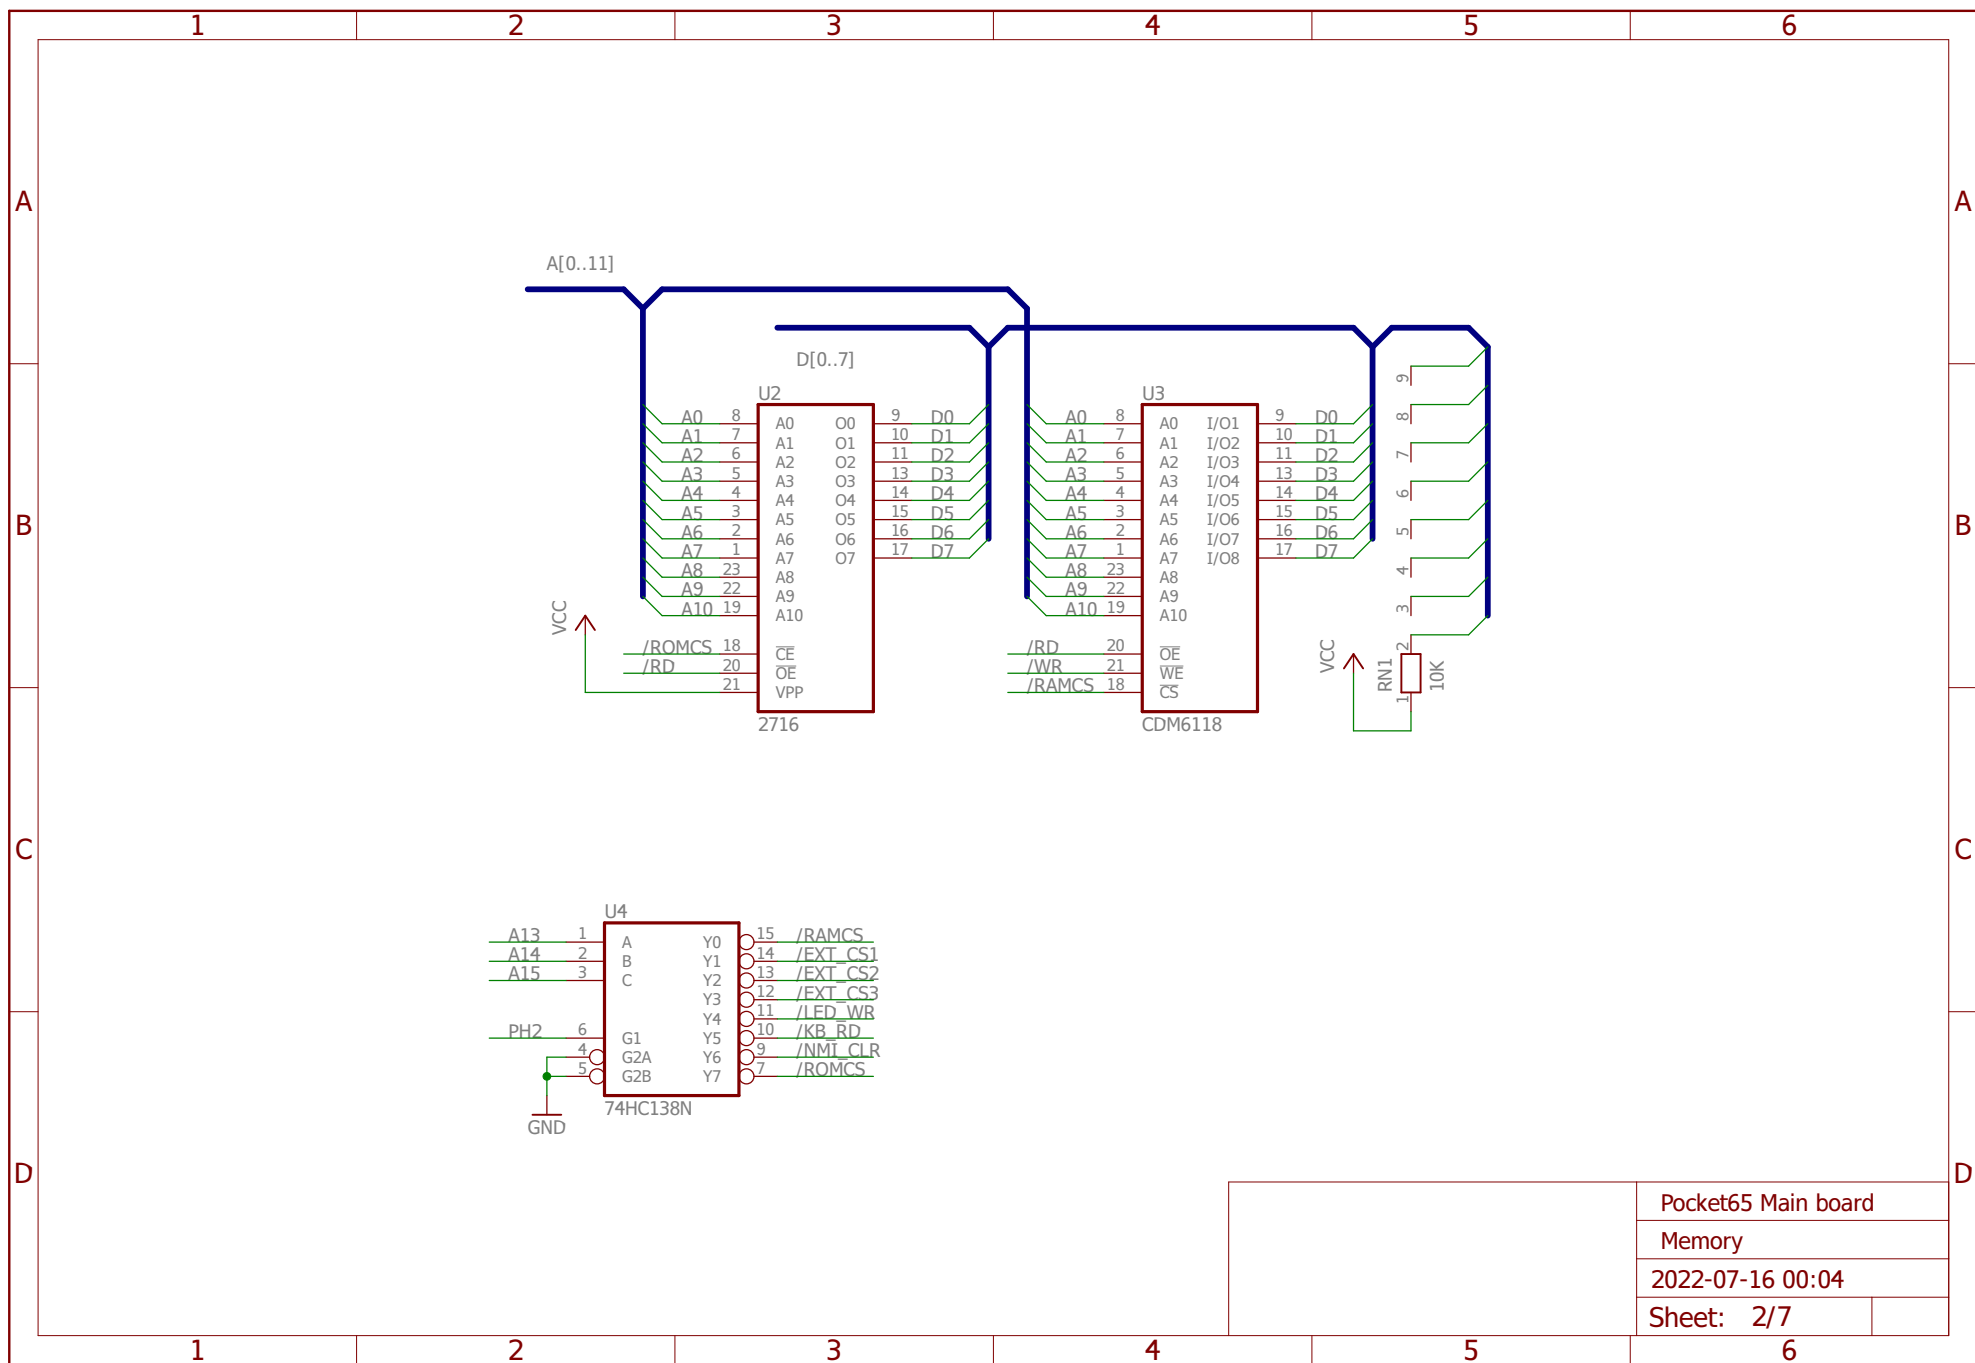 1 2 3 4 5 6
A A
A[0..11]
D[0..7]
B B
U2
A0 8 A0 O0 9 D0
A1 7 A1 O1 10 D1
A2 6 A2 O2 11 D2
A3 5 A3 O3 13 D3
A4 4 A4 O4 14 D4
A5 3 A5 O5 15 D5
A6 2 A6 O6 16 D6
A7 1 A7 O7 17 D7
A8 23 A8
A9 22 A9
A10 19 A10
VCC
/ROMCS 18 CE
/RD 20 OE
21 VPP
2716
U3
A0 8 A0 I/O1 9 D0
A1 7 A1 I/O2 10 D1
A2 6 A2 I/O3 11 D2
A3 5 A3 I/O4 13 D3
A4 4 A4 I/O5 14 D4
A5 3 A5 I/O6 15 D5
A6 2 A6 I/O7 16 D6
A7 1 A7 I/O8 17 D7
A8 23 A8
A9 22 A9
A10 19 A10
/RD 20 OE
/WR 21 WE
/RAMCS 18 CS
CDM6118
9
8
7
6
5
4
3
2
VCC
RN1
10K
1
C C
U4
A13 1 A Y0 15 /RAMCS
A14 2 B Y1 14 /EXT_CS1
A15 3 C Y2 13 /EXT_CS2
Y3 12 /EXT_CS3
Y4 11 /LED_WR
PH2 6 G1 Y5 10 /KB_RD
4 G2A Y6 9 /NMI_CLR
5 G2B Y7 7 /ROMCS
74HC138N
GND
D D
Pocket65 Main board
Memory
2022-07-16 00:04
Sheet: 2/7
1 2 3 4 5 6